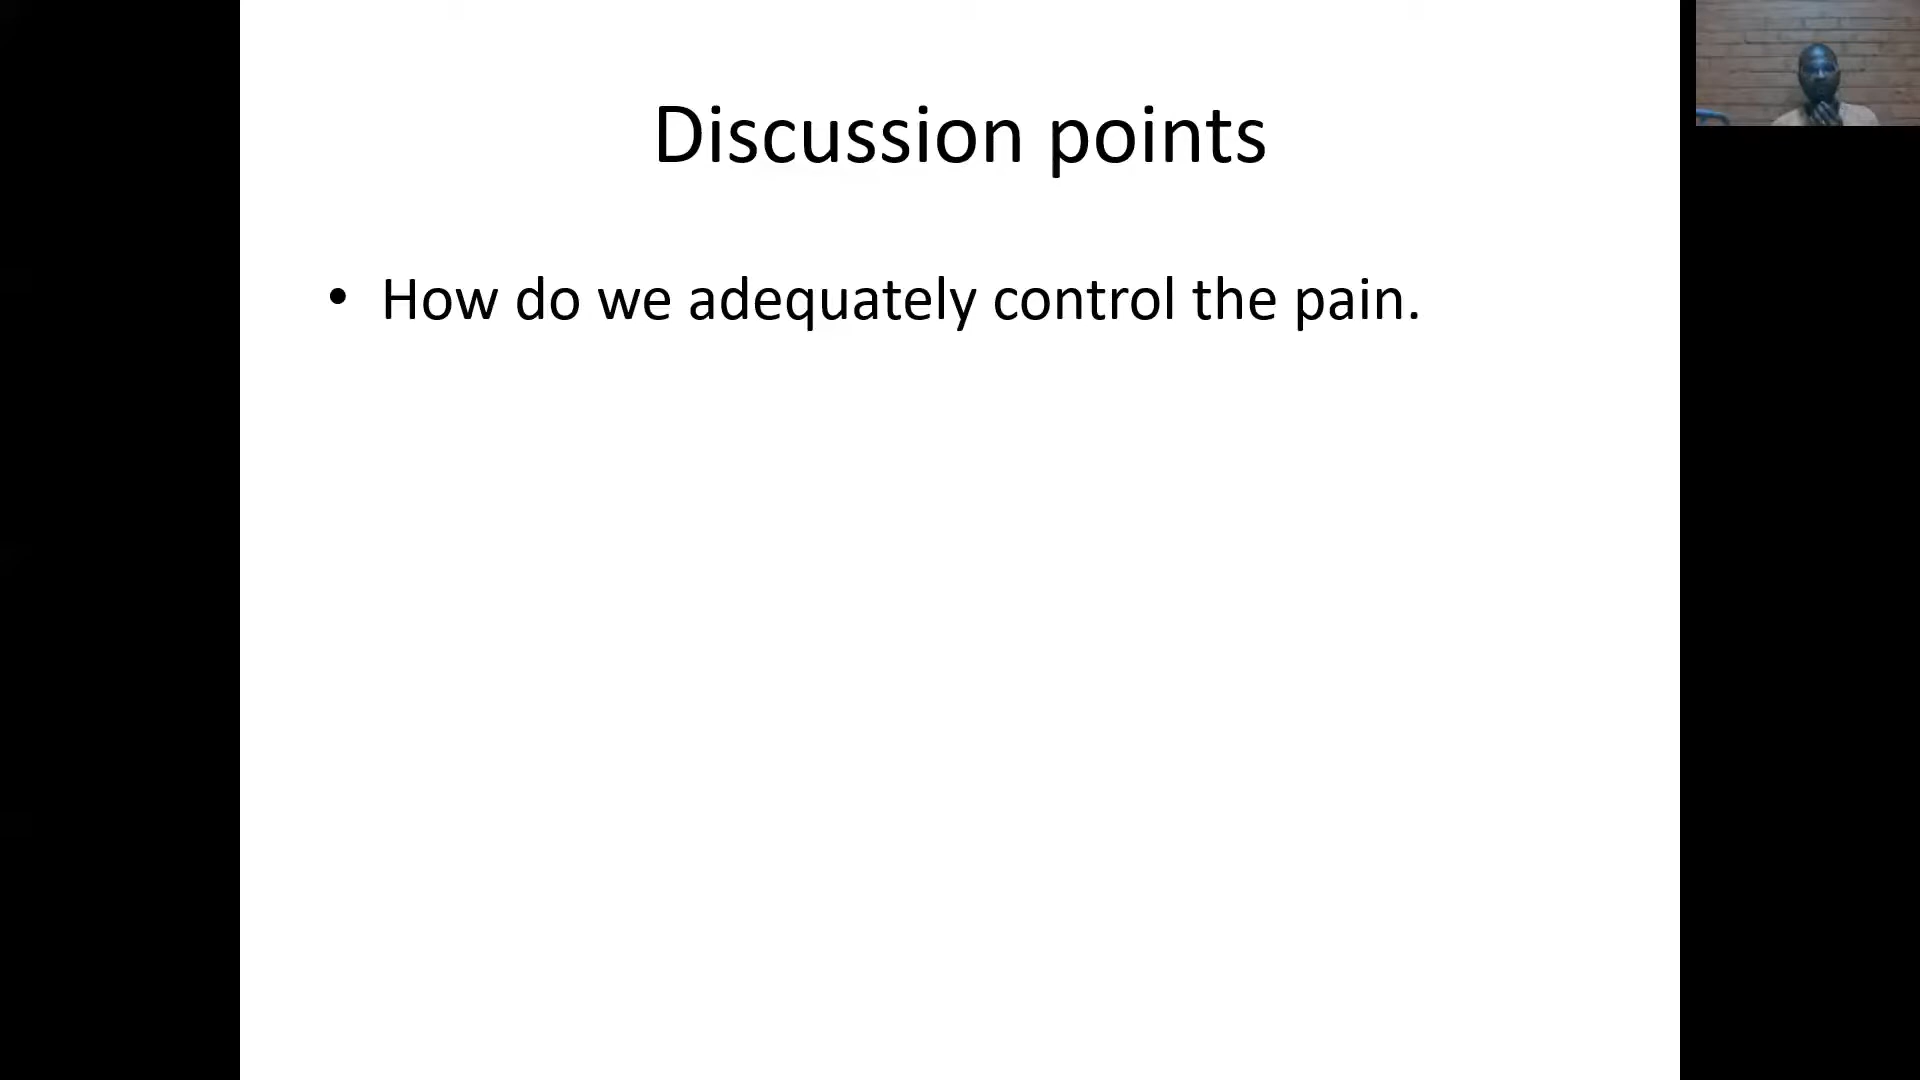 Discussion points
• How do we adequately control the pain.